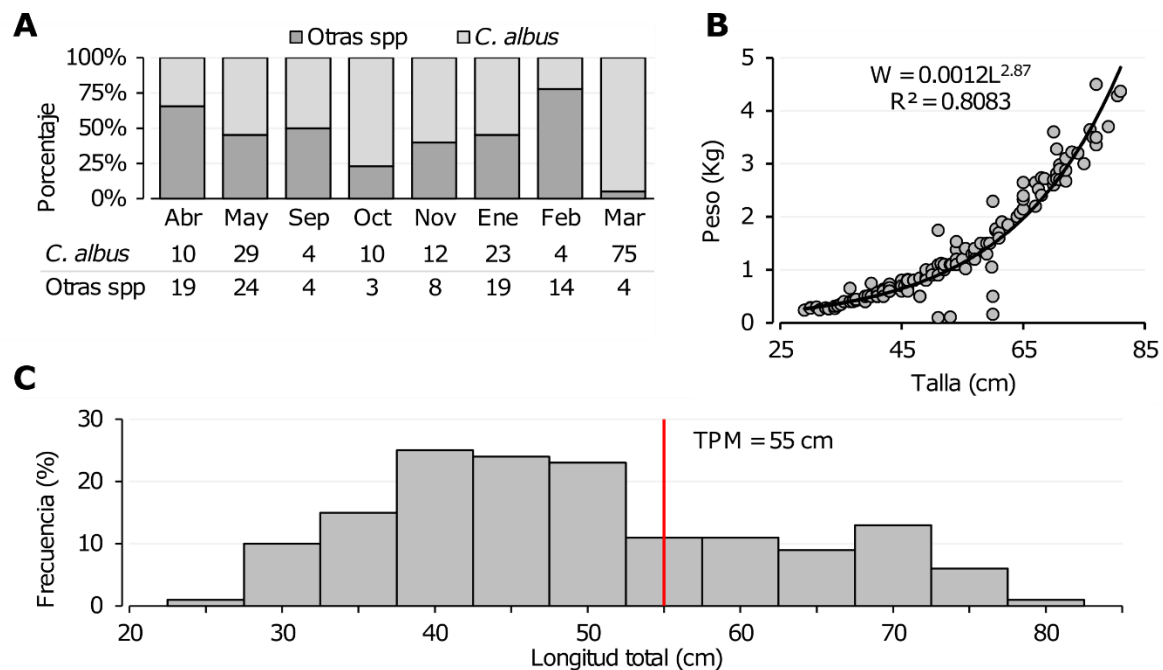 A
Otras spp C. albus
Porcentaje
100%
75%
50%
25%
0%
Abr May Sep Oct Nov Ene Feb Mar
C. albus 10 29 4 10 12 23 4 75
Otras spp 19 24 4 3 8 19 14 4
B
W = 0.0012L^2.87
R² = 0.8083
Peso (Kg)
5
4
3
2
1
0
25 45 65 85
Talla (cm)
C
TPM = 55 cm
Frecuencia (%)
30
20
10
0
20 30 40 50 60 70 80
Longitud total (cm)